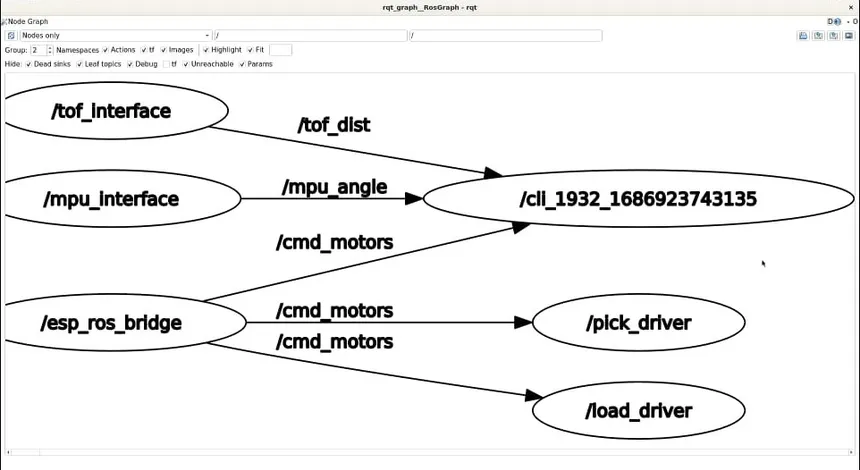 rqt_graph__RosGraph - rqt
Node Graph
Nodes only
/
/
Group: 2 Namespaces Actions tf Images Highlight Fit
Hide: Dead sinks Leaf topics Debug tf Unreachable Params
/tof_interface
/tof_dist
/mpu_interface
/mpu_angle
/cli_1932_1686923743135
/cmd_motors
/esp_ros_bridge
/cmd_motors
/pick_driver
/cmd_motors
/load_driver